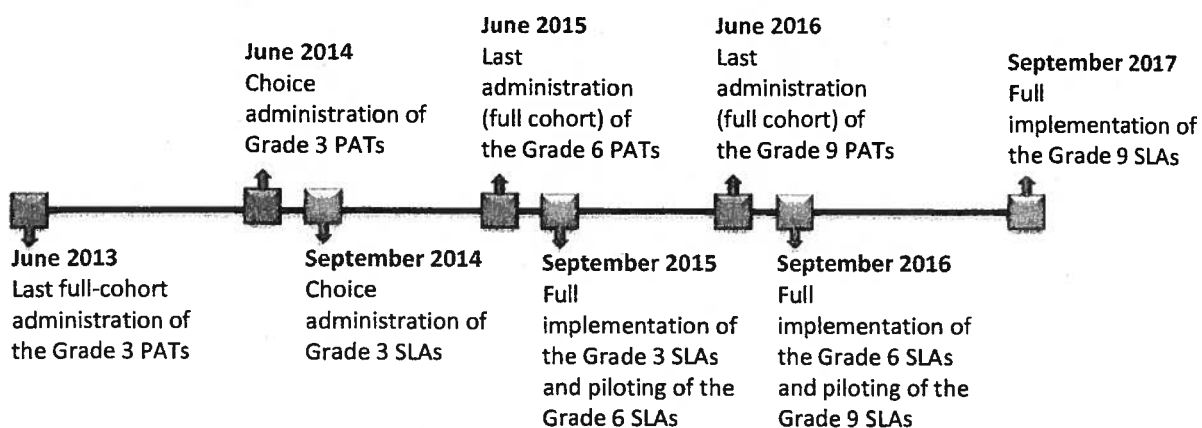 June 2014
Choice
administration of
Grade 3 PATs
June 2015
Last
administration
(full cohort) of
the Grade 6 PATs
June 2016
Last
administration
(full cohort) of
the Grade 9 PATs
September 2017
Full
implementation of
the Grade 9 SLAs
June 2013
Last full-cohort
administration of
the Grade 3 PATs
September 2014
Choice
administration of
Grade 3 SLAs
September 2015
Full
implementation of
the Grade 3 SLAs
and piloting of the
Grade 6 SLAs
September 2016
Full
implementation of
the Grade 6 SLAs
and piloting of the
Grade 9 SLAs